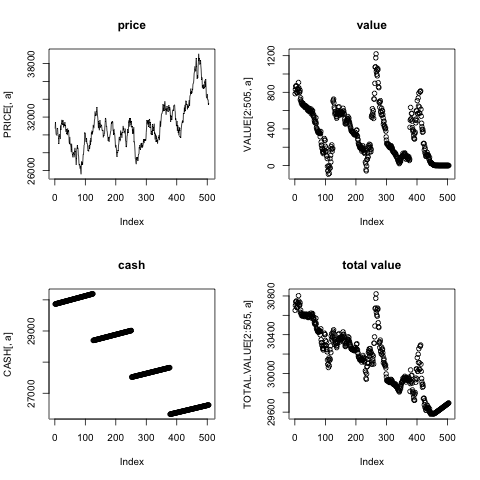 price
PRICE[, a]
38000
32000
26000
0 100 200 300 400 500
Index
value
VALUE[2:505, a]
1200
800
400
0
0 100 200 300 400 500
Index
cash
CASH[, a]
29000
27000
0 100 200 300 400 500
Index
total value
TOTAL.VALUE[2:505, a]
30800
30400
30000
29600
0 100 200 300 400 500
Index